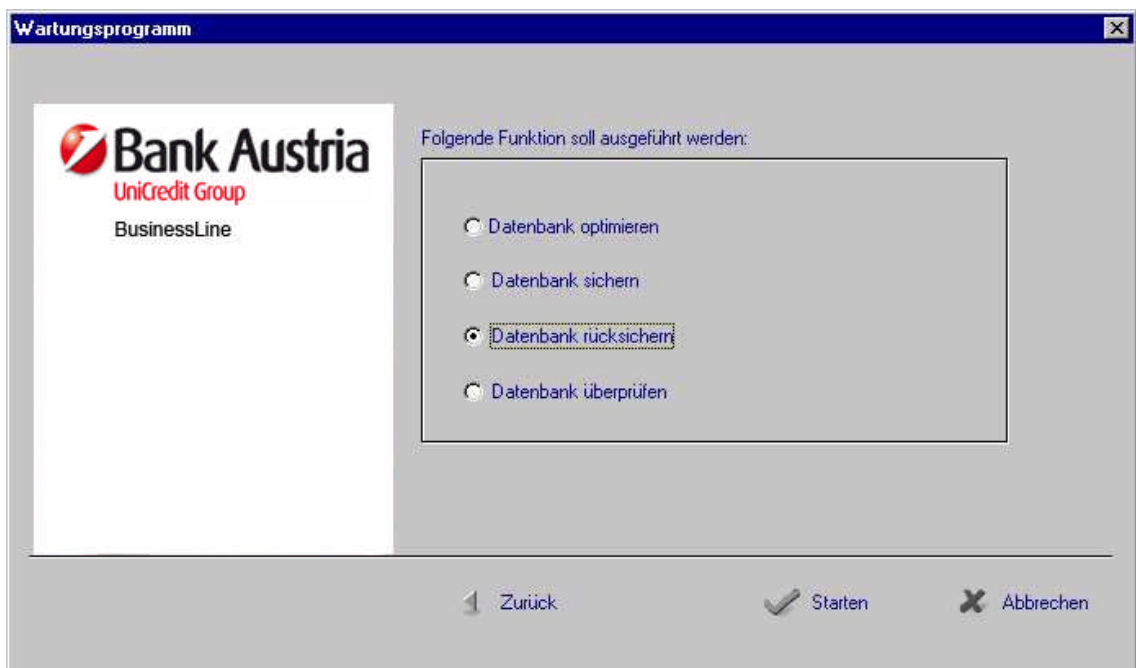 Wartungsprogramm
Bank Austria
UniCredit Group
BusinessLine
Folgende Funktion soll ausgeführt werden:
Datenbank optimieren
Datenbank sichern
Datenbank rücksichern
Datenbank überprüfen
Zurück
Starten
Abbrechen